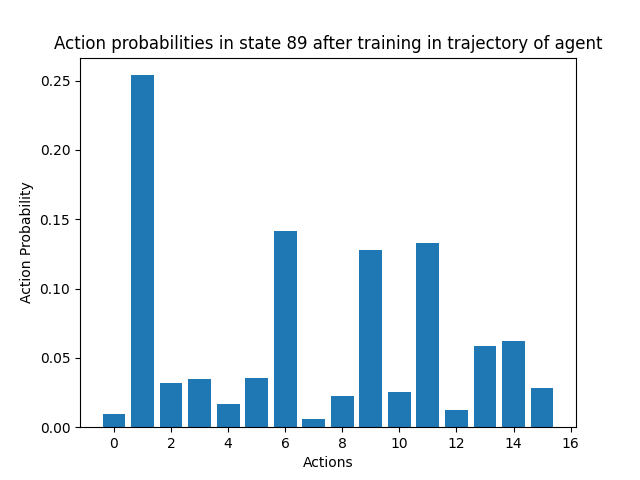 Action probabilities in state 89 after training in trajectory of agent
0.25
0.20
0.15
0.10
0.05
0.00
Action Probability
0 2 4 6 8 10 12 14 16
Actions